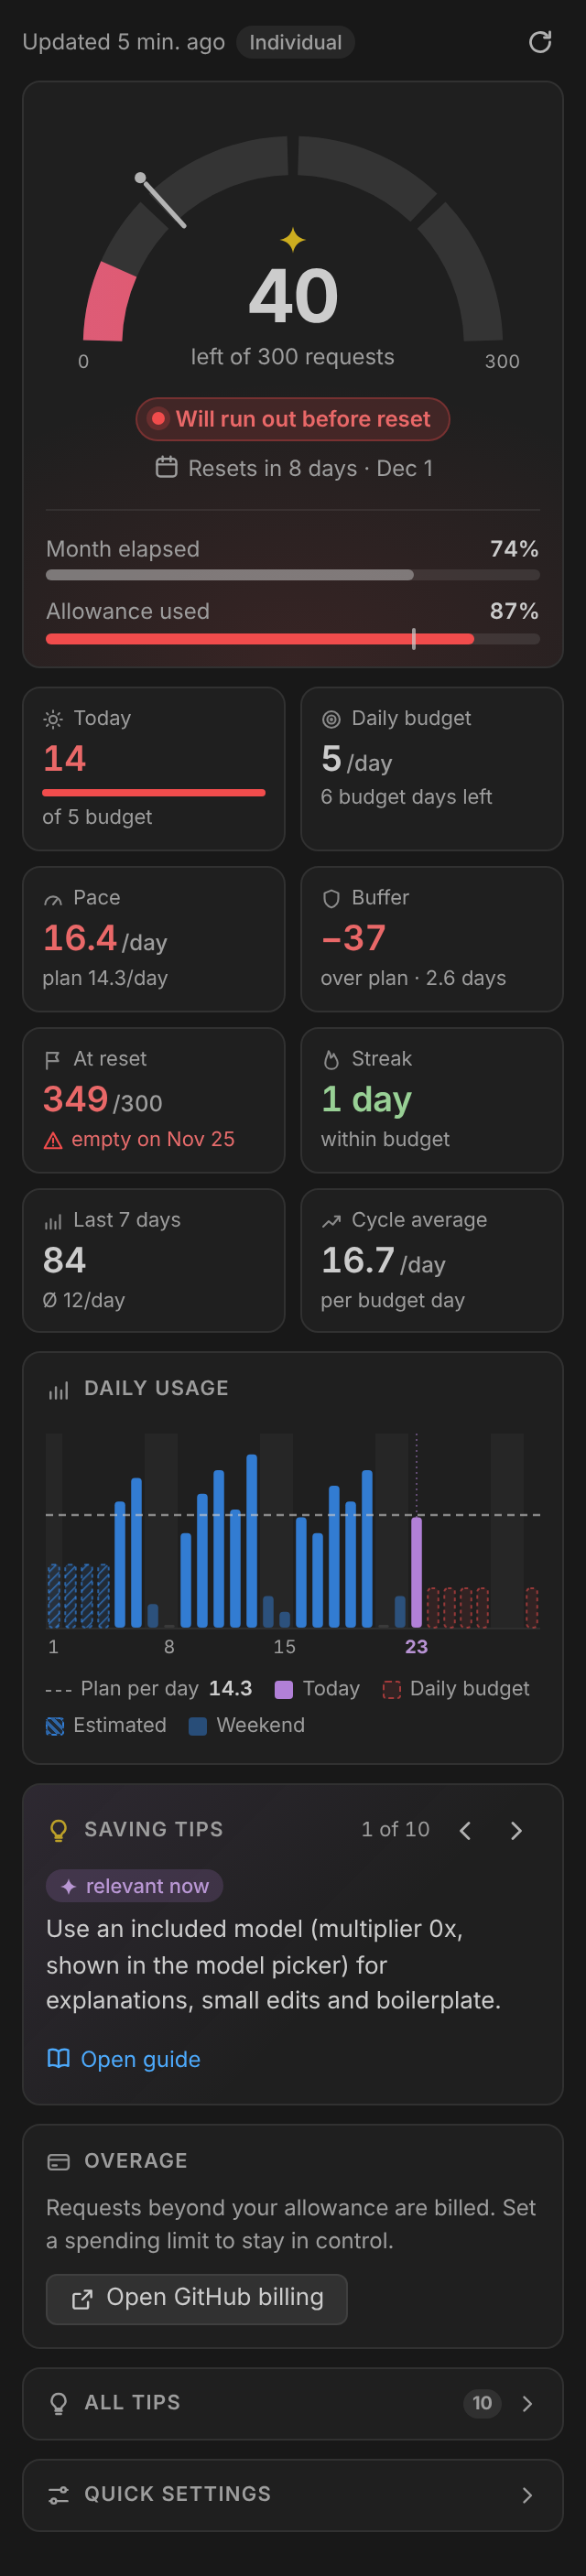 Updated 5 min. ago Individual
40
left of 300 requests
0 300
Will run out before reset
Resets in 8 days · Dec 1
Month elapsed 74%
Allowance used 87%
Today
14
of 5 budget
Daily budget
5 /day
6 budget days left
Pace
16.4 /day
plan 14.3/day
Buffer
−37
over plan · 2.6 days
At reset
349 /300
empty on Nov 25
Streak
1 day
within budget
Last 7 days
84
Ø 12/day
Cycle average
16.7 /day
per budget day
DAILY USAGE
1 8 15 23
Plan per day 14.3 Today Daily budget
Estimated Weekend
SAVING TIPS 1 of 10
relevant now
Use an included model (multiplier 0x,
shown in the model picker) for
explanations, small edits and boilerplate.
Open guide
OVERAGE
Requests beyond your allowance are billed. Set
a spending limit to stay in control.
Open GitHub billing
ALL TIPS 10
QUICK SETTINGS